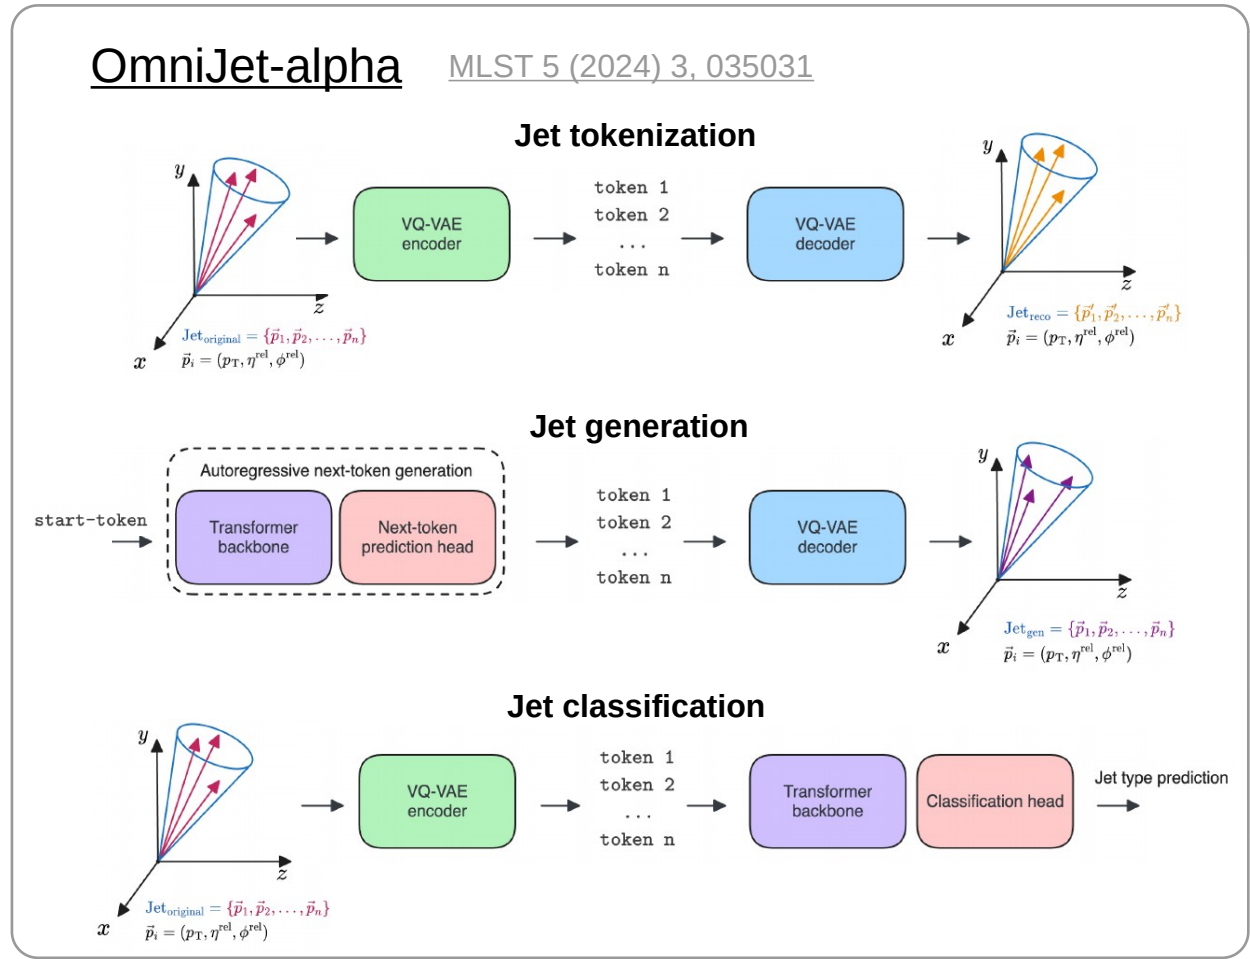 OmniJet-alpha MLST 5 (2024) 3, 035031
Jet tokenization
y
z
x
Jet_original = {p⃗_1, p⃗_2, ..., p⃗_n}
p⃗_i = (p_T, η^rel, ϕ^rel)
VQ-VAE
encoder
token 1
token 2
...
token n
VQ-VAE
decoder
y
z
x
Jet_reco = {p⃗′_1, p⃗′_2, ..., p⃗′_n}
p⃗_i = (p_T, η^rel, ϕ^rel)
Jet generation
start-token
Autoregressive next-token generation
Transformer
backbone
Next-token
prediction head
token 1
token 2
...
token n
VQ-VAE
decoder
y
z
x
Jet_gen = {p⃗_1, p⃗_2, ..., p⃗_n}
p⃗_i = (p_T, η^rel, ϕ^rel)
Jet classification
y
z
x
Jet_original = {p⃗_1, p⃗_2, ..., p⃗_n}
p⃗_i = (p_T, η^rel, ϕ^rel)
VQ-VAE
encoder
token 1
token 2
...
token n
Transformer
backbone
Classification head
Jet type prediction